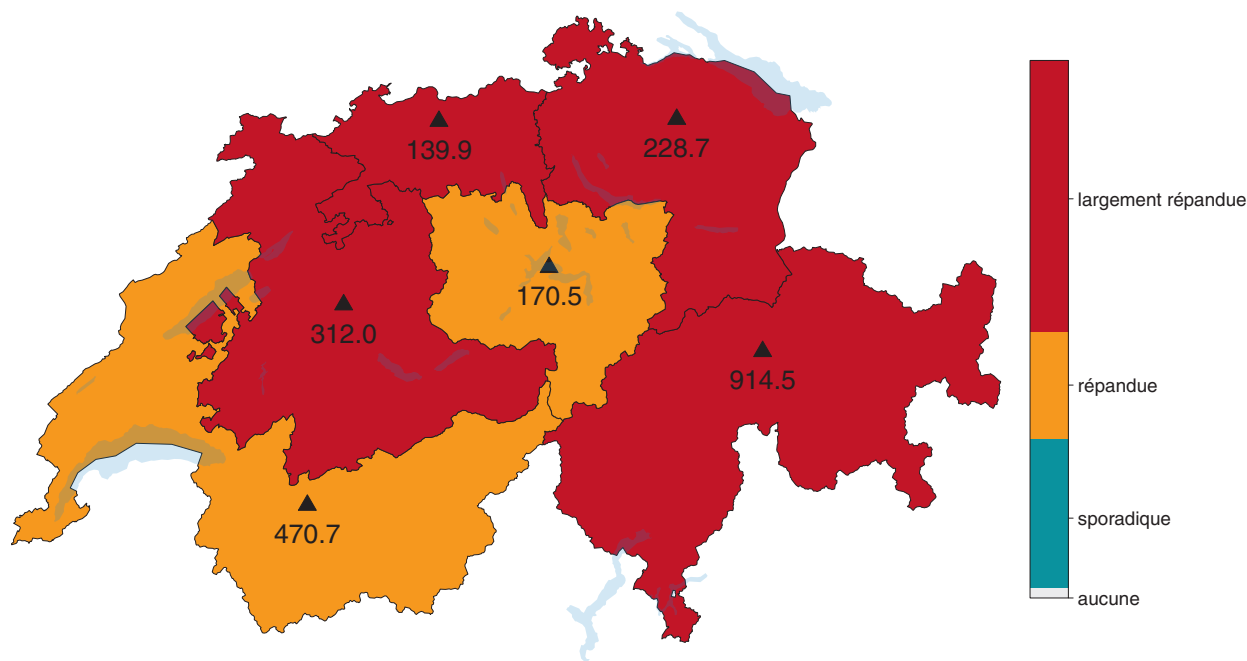 139.9
228.7
largement répandue
170.5
312.0
914.5
répandue
470.7
sporadique
aucune